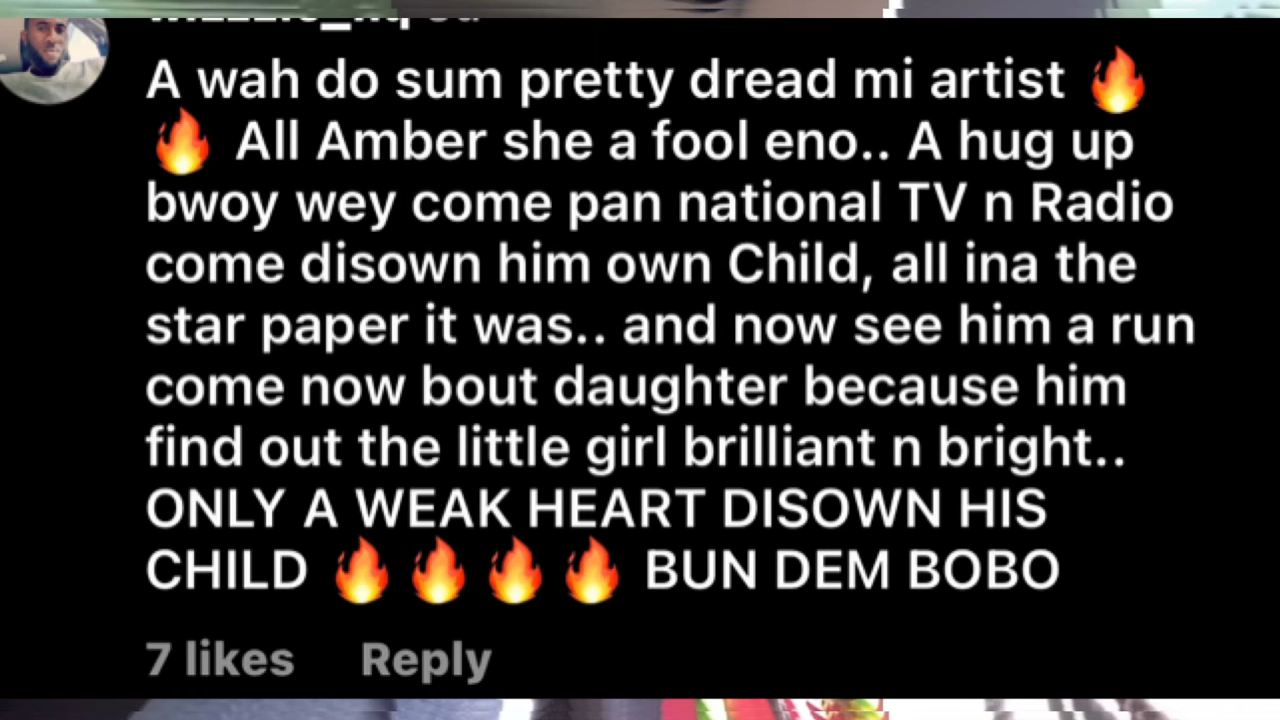 A wah do sum pretty dread mi artist 🔥
🔥 All Amber she a fool eno.. A hug up
bwoy wey come pan national TV n Radio
come disown him own Child, all ina the
star paper it was.. and now see him a run
come now bout daughter because him
find out the little girl brilliant n bright..
ONLY A WEAK HEART DISOWN HIS
CHILD 🔥🔥🔥🔥 BUN DEM BOBO
7 likes Reply